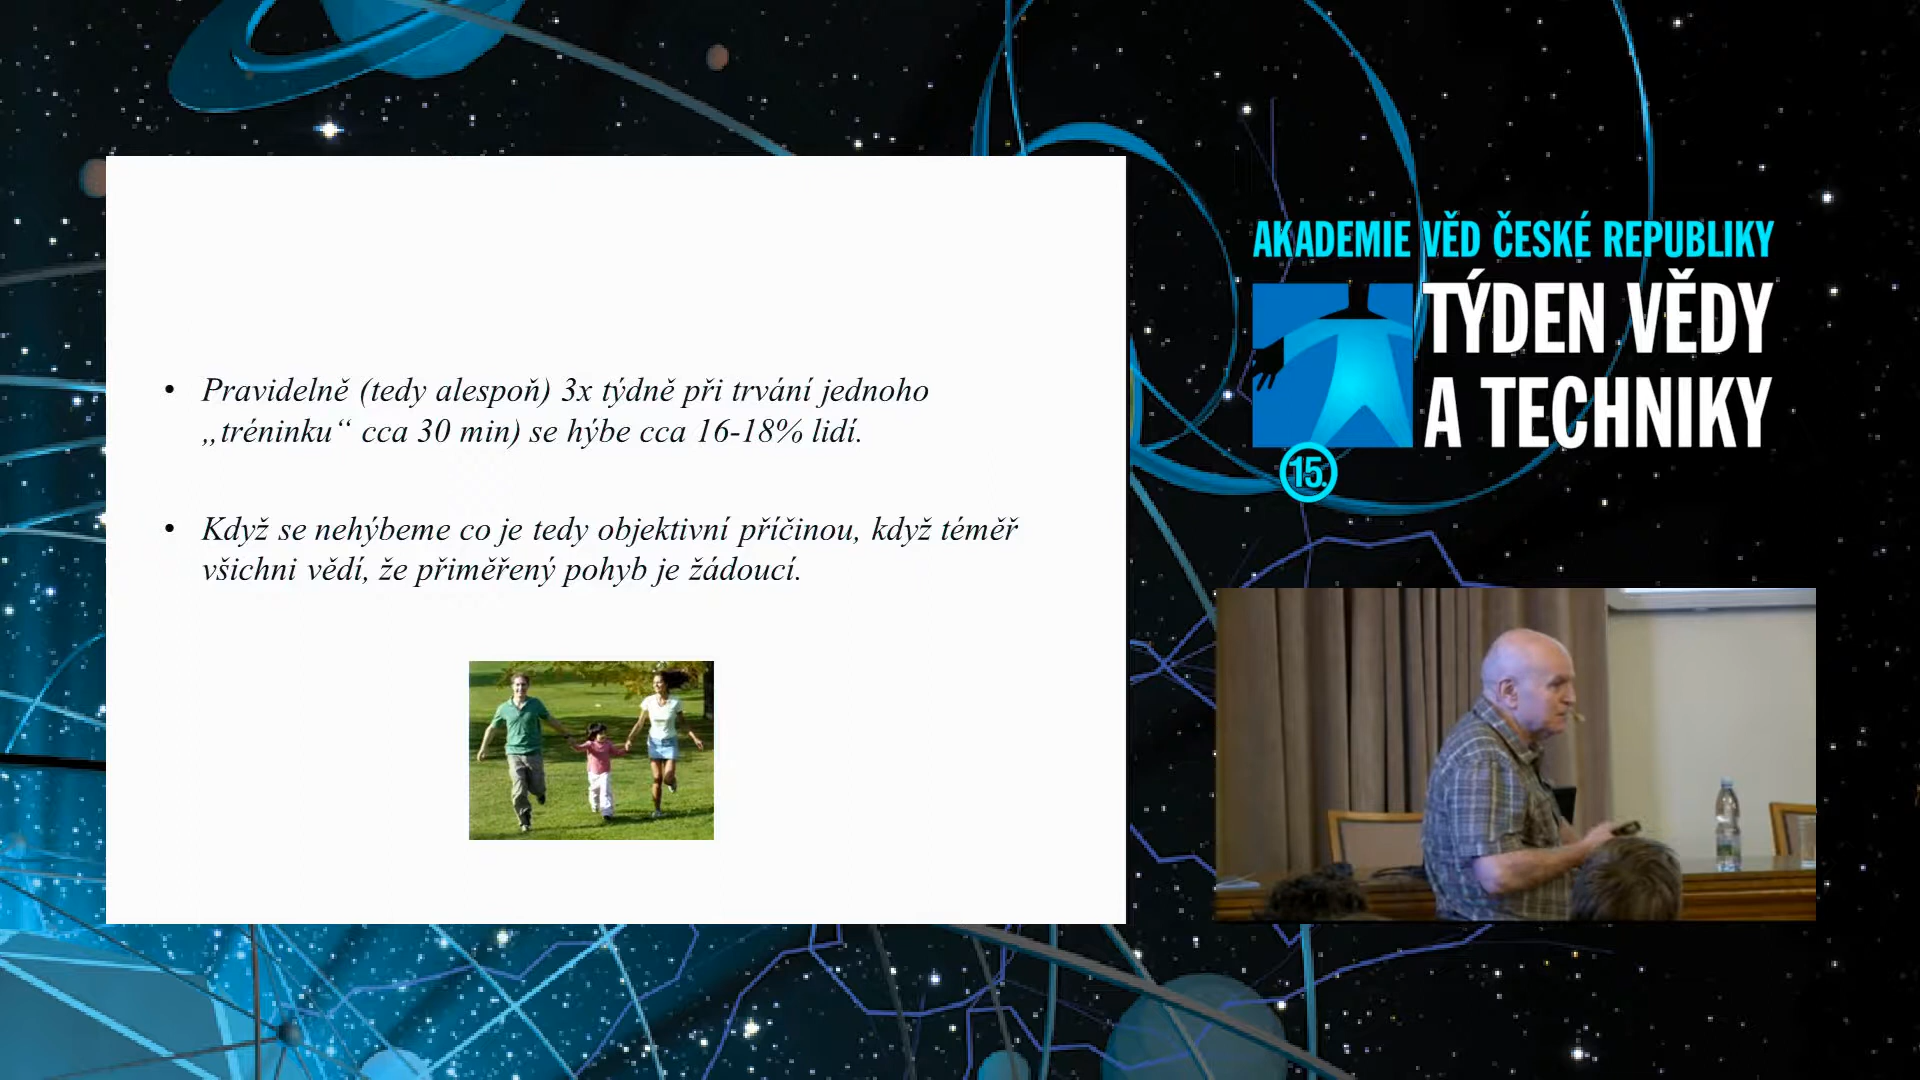 • Pravidelně (tedy alespoň) 3x týdně při trvání jednoho
„tréninku“ cca 30 min) se hýbe cca 16-18% lidí.
• Když se nehýbeme co je tedy objektivní příčinou, když téměř
všichni vědí, že přiměřený pohyb je žádoucí.
AKADEMIE VĚD ČESKÉ REPUBLIKY
TÝDEN VĚDY
A TECHNIKY
15.